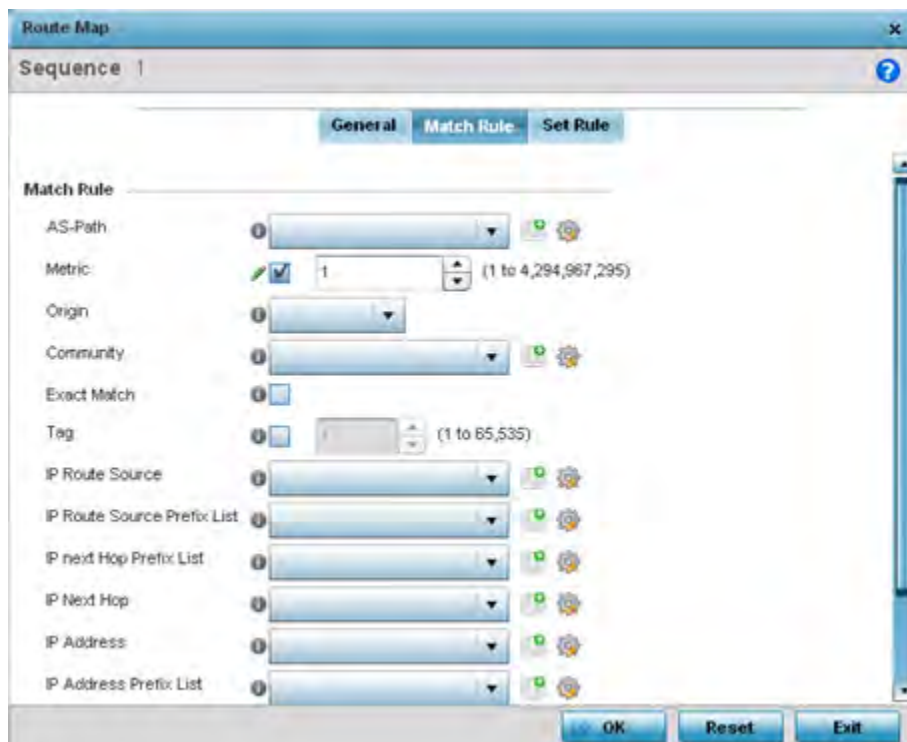 Route Map
Sequence 1
General Match Rule Set Rule
Match Rule
AS-Path
Metric 1 (1 to 4,294,967,295)
Origin
Community
Exact Match
Tag 1 (1 to 65,535)
IP Route Source
IP Route Source Prefix List
IP next Hop Prefix List
IP Next Hop
IP Address
IP Address Prefix List
OK Reset Exit